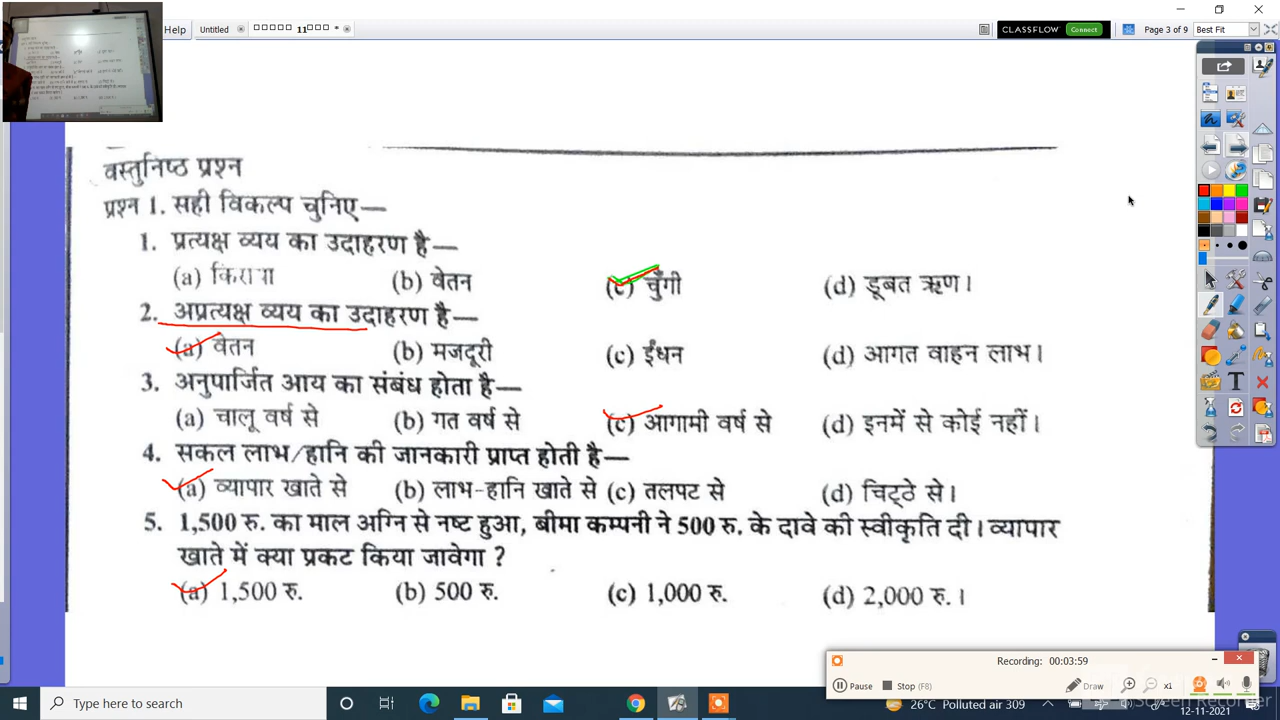 Help Untitled 11 * CLASSFLOW Connect Page 3 of 9 Best Fit
वस्तुनिष्ठ प्रश्न
प्रश्न 1. सही विकल्प चुनिए—
1. प्रत्यक्ष व्यय का उदाहरण है—
(a) किराया (b) वेतन (c) चुँगी (d) डूबत ऋण।
2. अप्रत्यक्ष व्यय का उदाहरण है—
(a) वेतन (b) मजदूरी (c) ईंधन (d) आगत वाहन लाभ।
3. अनुपार्जित आय का संबंध होता है—
(a) चालू वर्ष से (b) गत वर्ष से (c) आगामी वर्ष से (d) इनमें से कोई नहीं।
4. सकल लाभ/हानि की जानकारी प्राप्त होती है—
(a) व्यापार खाते से (b) लाभ-हानि खाते से (c) तलपट से (d) चिट्ठे से।
5. 1,500 रु. का माल अग्नि से नष्ट हुआ, बीमा कम्पनी ने 500 रु. के दावे की स्वीकृति दी। व्यापार
खाते में क्या प्रकट किया जावेगा ?
(a) 1,500 रु. (b) 500 रु. (c) 1,000 रु. (d) 2,000 रु.।
Recording: 00:03:59
Pause Stop (F8) Draw x1
Type here to search 26°C Polluted air 309
12-11-2021